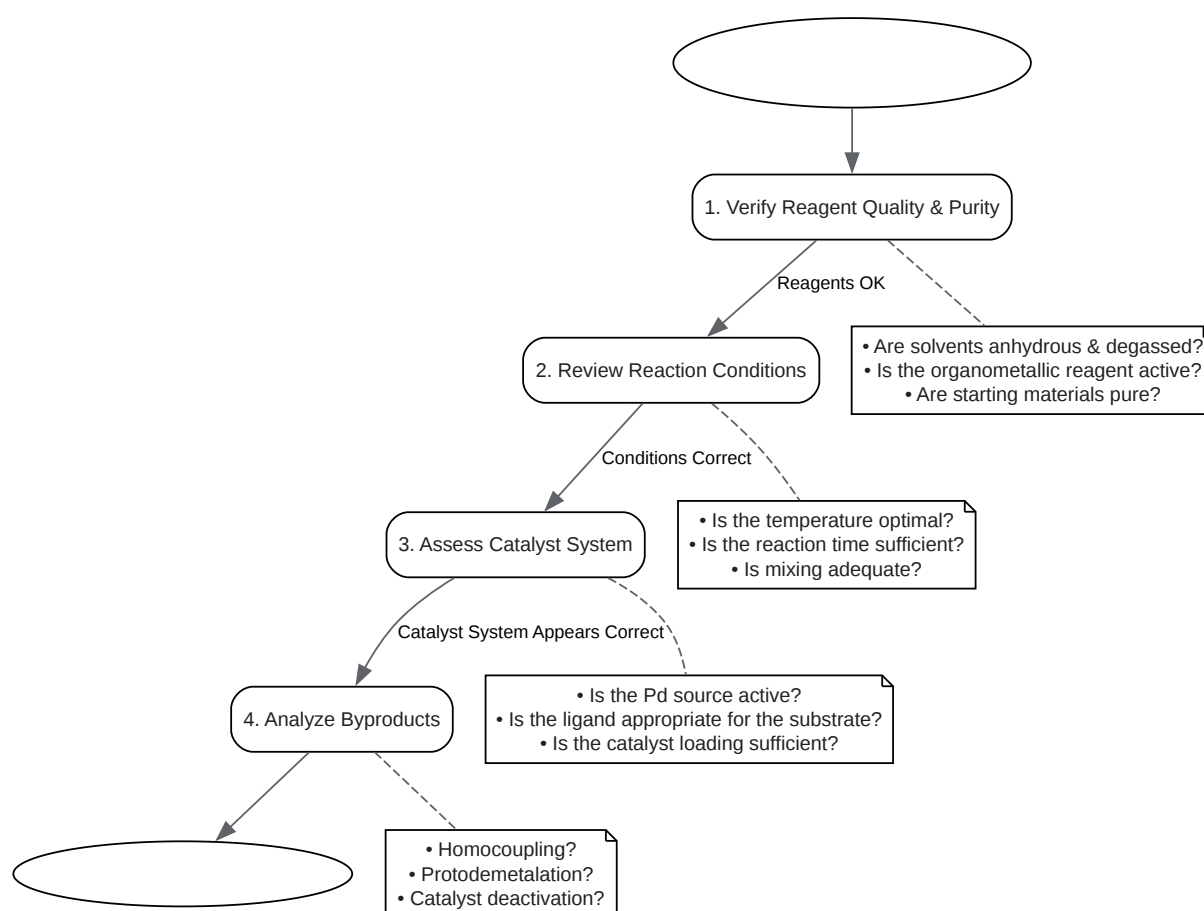 1. Verify Reagent Quality & Purity
Reagents OK
• Are solvents anhydrous & degassed?
• Is the organometallic reagent active?
• Are starting materials pure?
2. Review Reaction Conditions
Conditions Correct
• Is the temperature optimal?
• Is the reaction time sufficient?
• Is mixing adequate?
3. Assess Catalyst System
Catalyst System Appears Correct
• Is the Pd source active?
• Is the ligand appropriate for the substrate?
• Is the catalyst loading sufficient?
4. Analyze Byproducts
• Homocoupling?
• Protodemetalation?
• Catalyst deactivation?